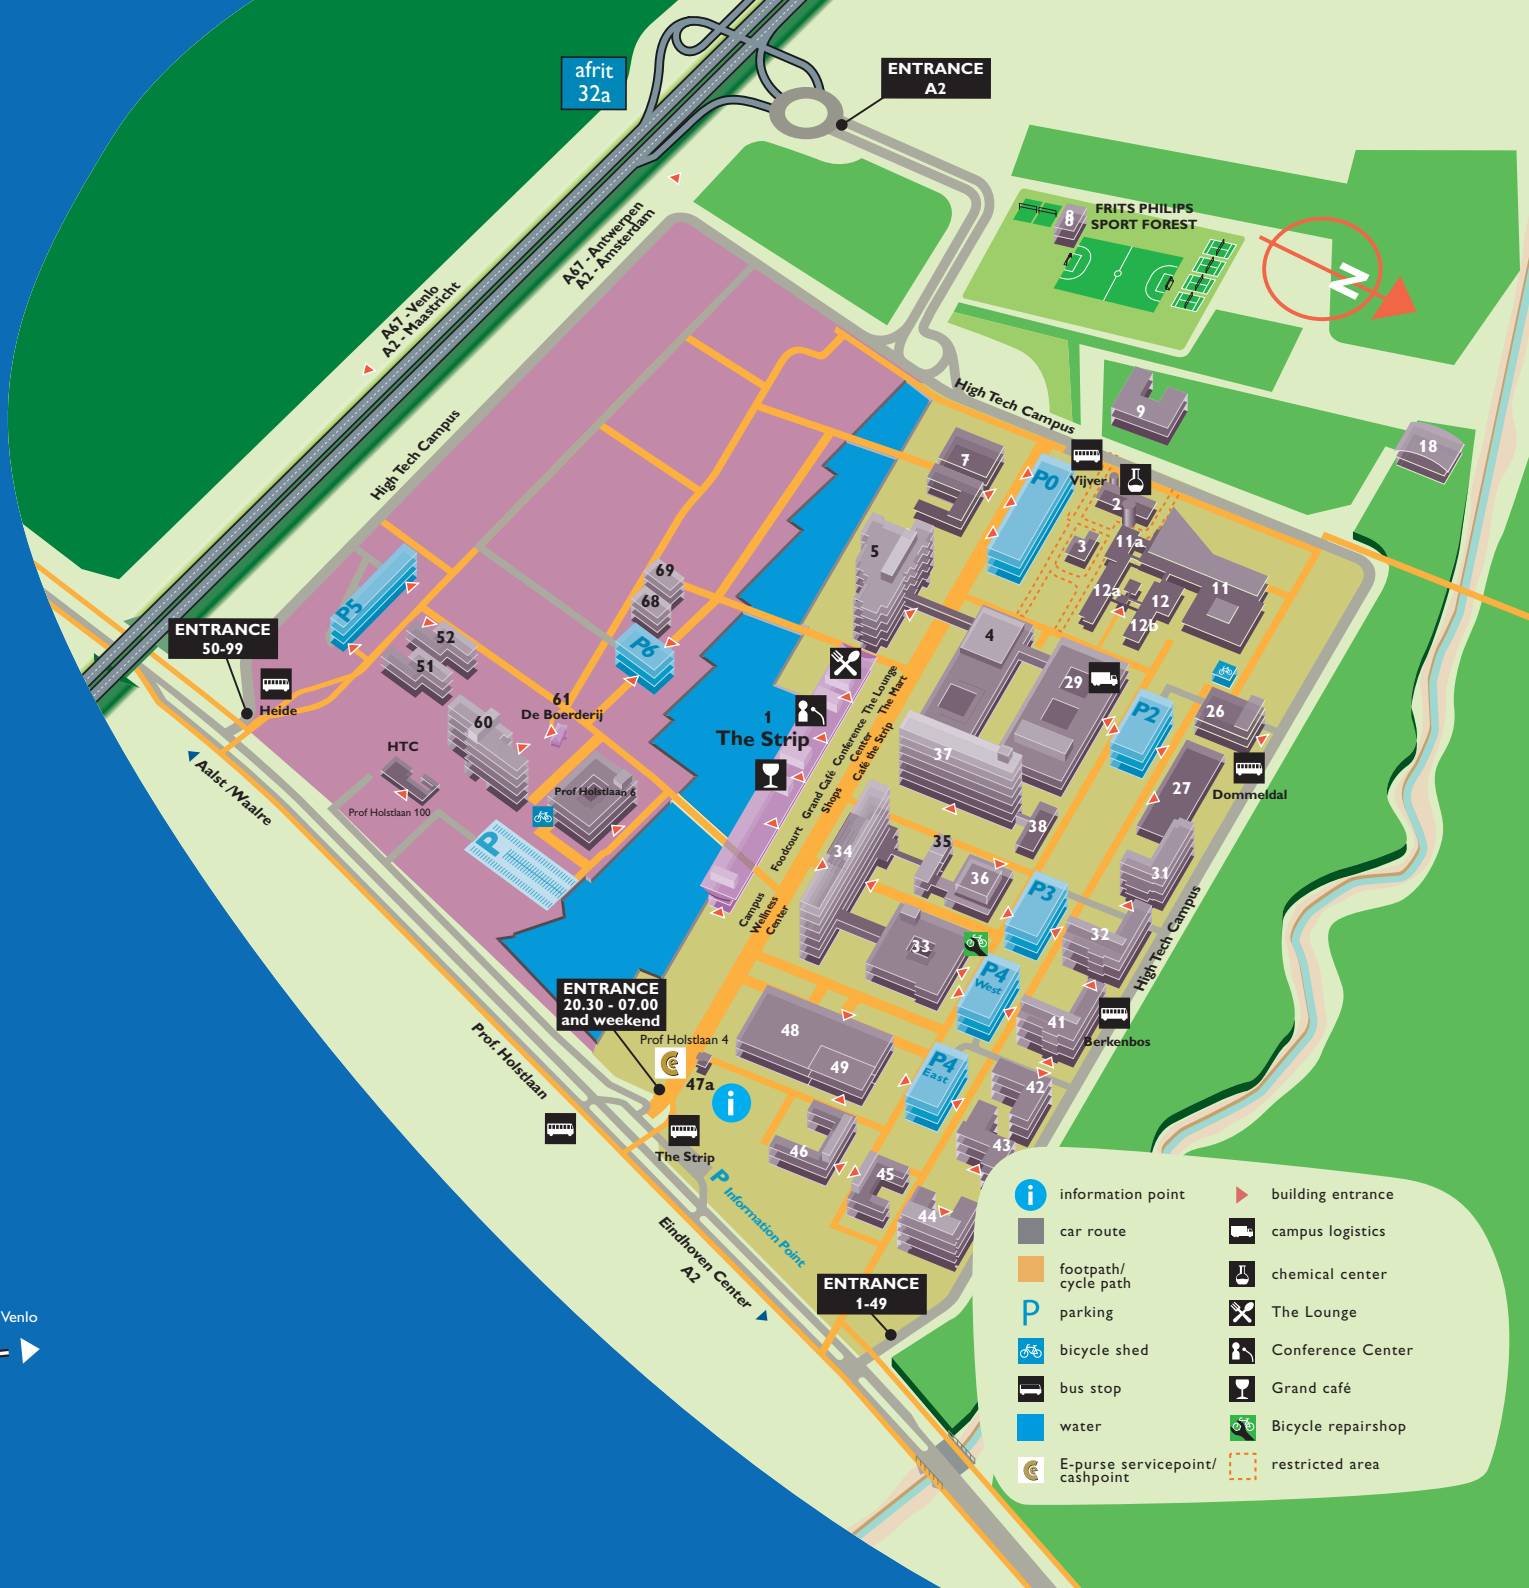 afrit
32a
ENTRANCE
A2
A67 - Antwerpen
A2 - Amsterdam
A67 - Venlo
A2 - Maastricht
FRITS PHILIPS
SPORT FOREST
8
8
N
High Tech Campus
High Tech Campus
9
18
7
P0
Vijver
2
3
11a
11
12a
12
12b
5
4
29
P2
26
Dommeldal
27
37
38
31
35
36
34
P3
32
33
P4
West
41
Berkenbos
High Tech Campus
48
49
P4
East
42
43
46
45
44
69
68
P6
P5
52
51
ENTRANCE
50-99
Heide
61
De Boerderij
60
HTC
Prof Holstlaan 100
Prof Holstlaan 6
P
1
The Strip
The Lounge
The Mart
Conference
Center
Café the Strip
Grand Café
Shops
Foodcourt
Campus
Wellness
Center
Aalst /Waalre
ENTRANCE
20.30 - 07.00
and weekend
Prof Holstlaan 4
47a
i
The Strip
Prof. Holstlaan
P Information Point
Eindhoven Center
A2
ENTRANCE
1-49
Venlo
i information point
car route
footpath/
cycle path
P parking
bicycle shed
bus stop
water
E-purse servicepoint/
cashpoint
building entrance
campus logistics
chemical center
The Lounge
Conference Center
Grand café
Bicycle repairshop
restricted area